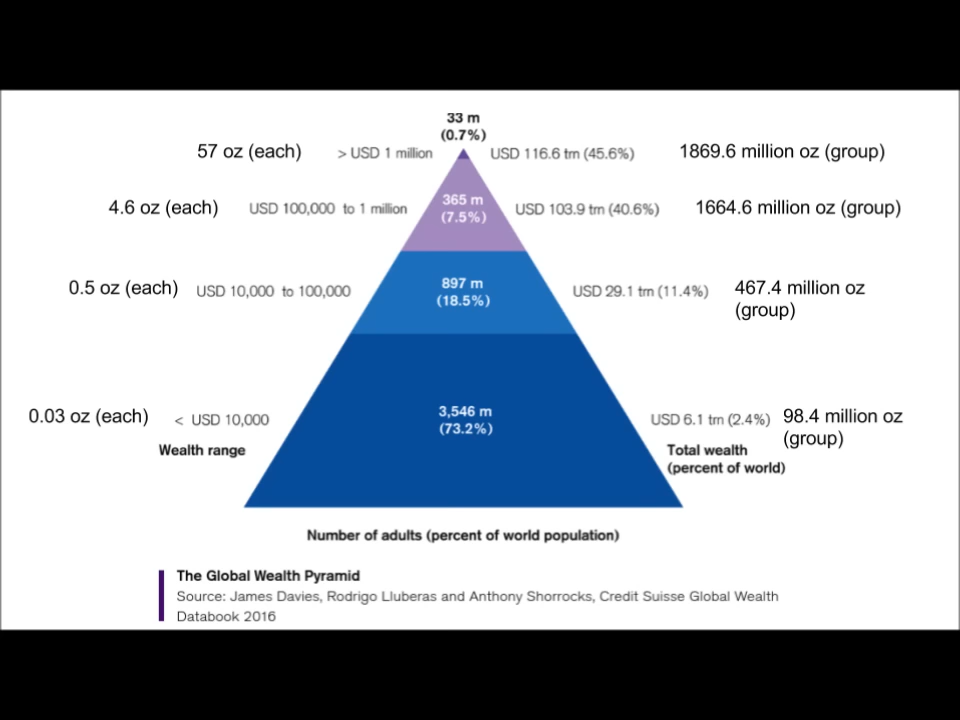 33 m
(0.7%)
57 oz (each) > USD 1 million USD 116.6 trn (45.6%) 1869.6 million oz (group)
4.6 oz (each) USD 100,000 to 1 million 365 m USD 103.9 trn (40.6%) 1664.6 million oz (group)
(7.5%)
0.5 oz (each) USD 10,000 to 100,000 897 m USD 29.1 trn (11.4%) 467.4 million oz
(18.5%) (group)
0.03 oz (each) < USD 10,000 3,546 m USD 6.1 trn (2.4%) 98.4 million oz
(73.2%) (group)
Wealth range Total wealth
(percent of world)
Number of adults (percent of world population)
The Global Wealth Pyramid
Source: James Davies, Rodrigo Lluberas and Anthony Shorrocks, Credit Suisse Global Wealth
Databook 2016